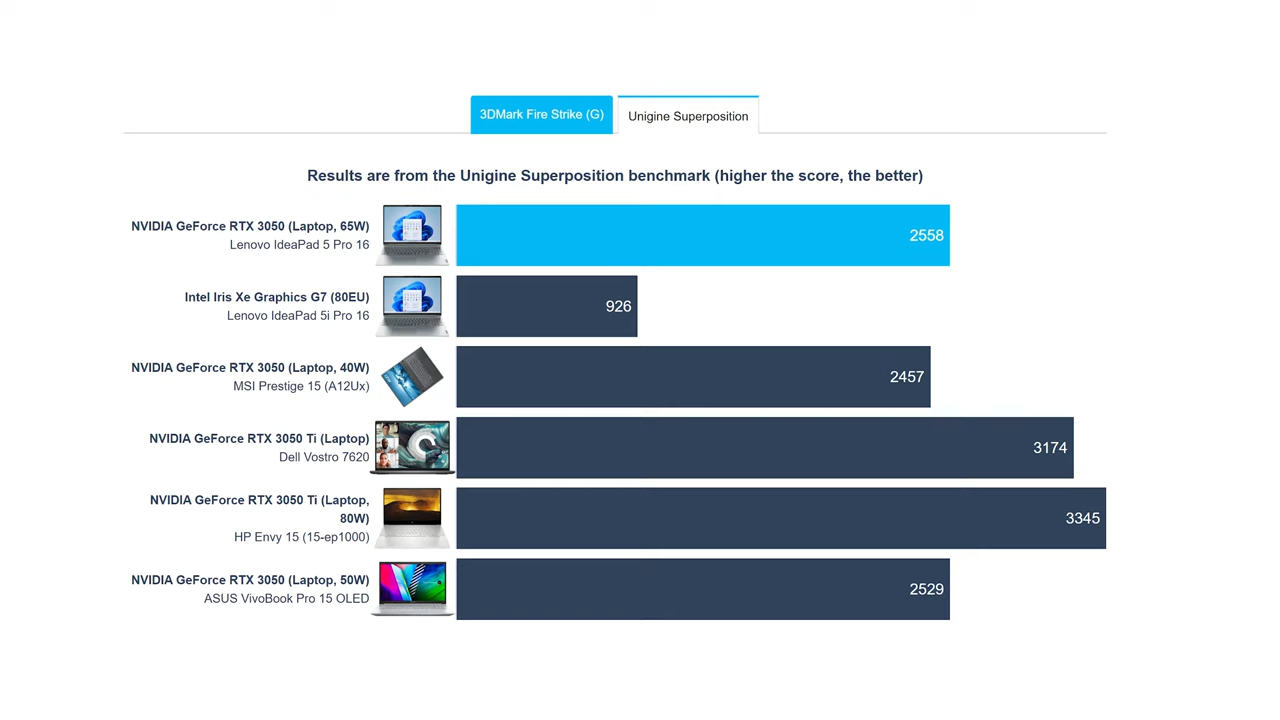 3DMark Fire Strike (G)
Unigine Superposition
Results are from the Unigine Superposition benchmark (higher the score, the better)
NVIDIA GeForce RTX 3050 (Laptop, 65W)
Lenovo IdeaPad 5 Pro 16
2558
Intel Iris Xe Graphics G7 (80EU)
Lenovo IdeaPad 5i Pro 16
926
NVIDIA GeForce RTX 3050 (Laptop, 40W)
MSI Prestige 15 (A12Ux)
2457
NVIDIA GeForce RTX 3050 Ti (Laptop)
Dell Vostro 7620
3174
NVIDIA GeForce RTX 3050 Ti (Laptop,
80W)
HP Envy 15 (15-ep1000)
3345
NVIDIA GeForce RTX 3050 (Laptop, 50W)
ASUS VivoBook Pro 15 OLED
2529